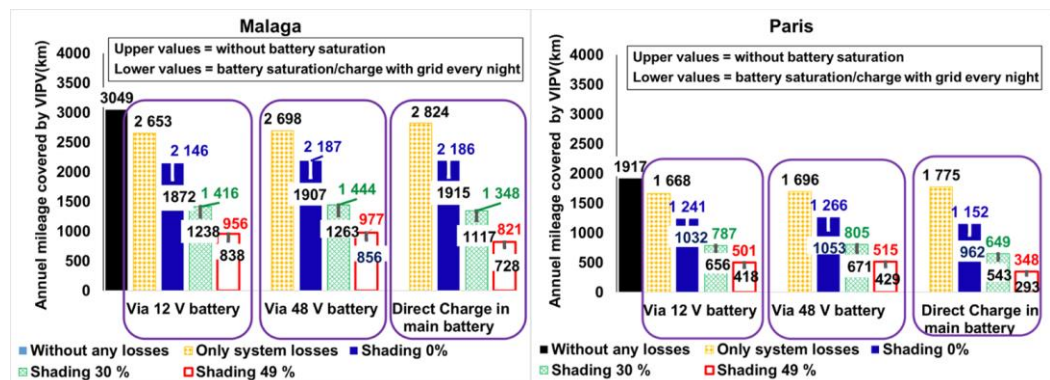 Malaga
Annuel mileage covered by VIPV(km)
4000
3500
3000
2500
2000
1500
1000
500
0
Upper values = without battery saturation
Lower values = battery saturation/charge with grid every night
3049
2 653
2 146
1872
1 416
1238
956
838
2 698
2 187
1907
1 444
1263
977
856
2 824
2 186
1915
1 348
1117
821
728
Via 12 V battery
Via 48 V battery
Direct Charge in
main battery
Without any losses
Only system losses
Shading 0%
Shading 30 %
Shading 49 %
Paris
Annual mileage covered by VIPV(km)
4000
3500
3000
2500
2000
1500
1000
500
0
Upper values = without battery saturation
Lower values = battery saturation/charge with grid every night
1917
1 668
1 241
1032
787
656
501
418
1 696
1 266
1053
805
671
515
429
1 775
1 152
962
649
543
348
293
Via 12 V battery
Via 48 V battery
Direct Charge in
main battery
Without any losses
Only system losses
Shading 0%
Shading 30 %
Shading 49 %